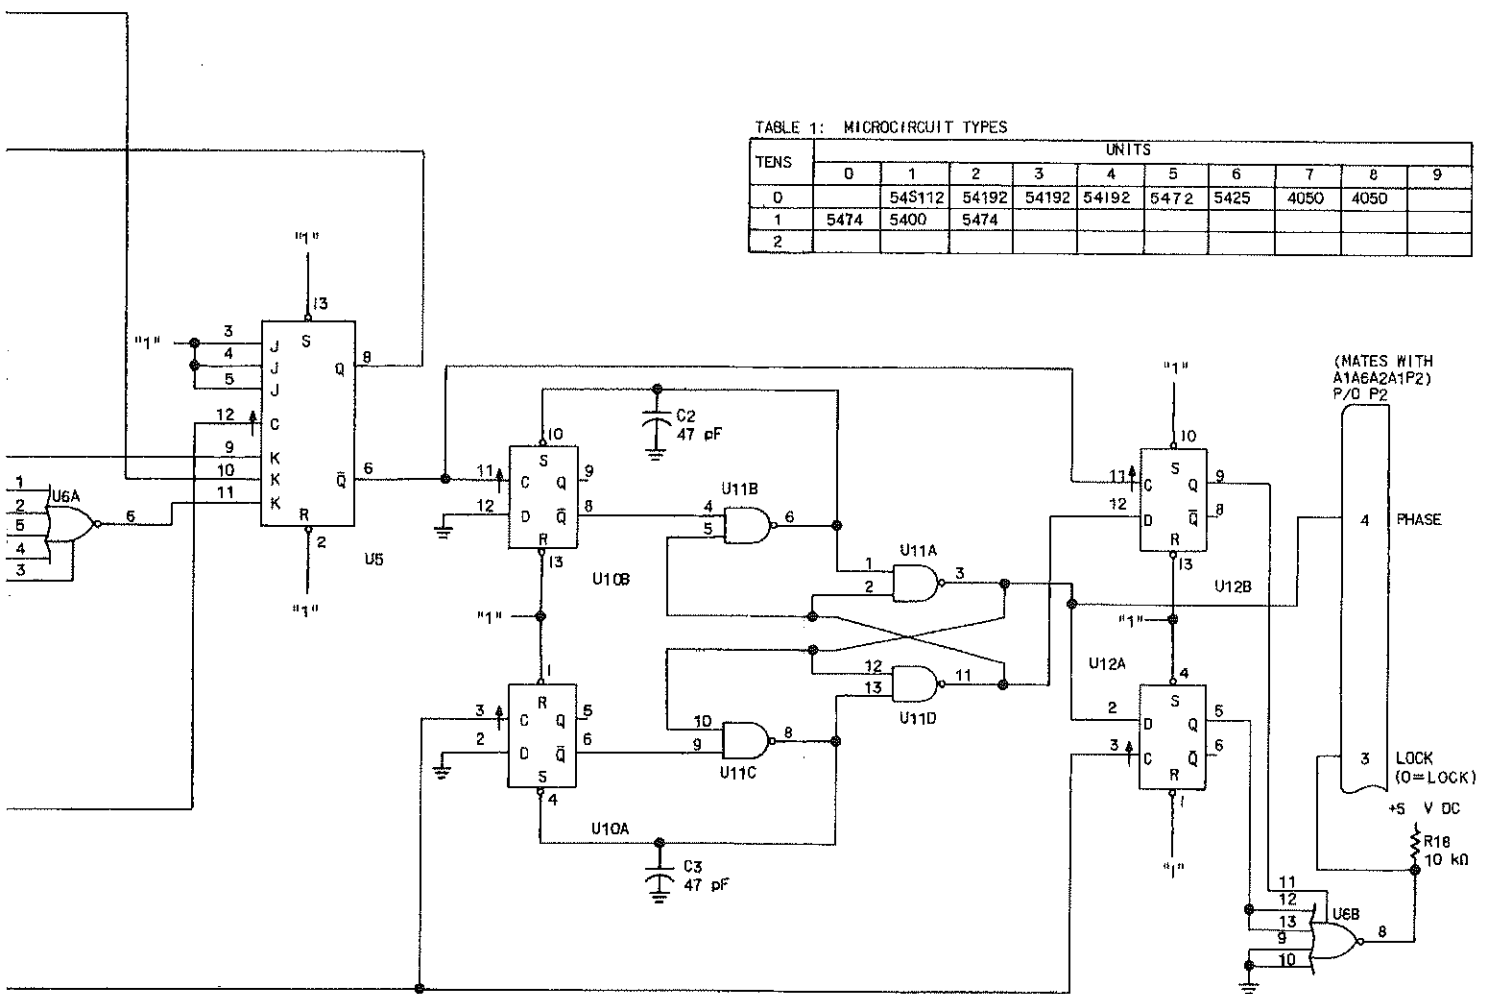 TABLE 1: MICROCIRCUIT TYPES
TENS UNITS
0 1 2 3 4 5 6 7 8 9
0 54S112 54192 54192 54192 5472 5425 4050 4050
1 5474 5400 5474
2
"1"
13
S
"1"
3 J
4 J
5 J
Q 8
12 C
9 K
10 K
11 K
Q̅ 6
R
2
U5
"1"
1
2
5
4
3
U6A
6
C2
47 pF
10
S
11 C Q 9
12 D Q̅ 8
R
13
U10B
"1"
1
R
3 C Q 5
2 D Q̅ 6
S
4
U10A
C3
47 pF
U11B
4
5
6
U11A
1
2
3
12
13
11
U11D
10
9
8
U11C
"1"
10
S
11 C Q 9
12 D Q̅ 8
R
13
U12B
"1"
U12A
4
S
2 D Q 5
3 C Q̅ 6
R
1
"1"
(MATES WITH
A1A6A2A1P2)
P/O P2
4 PHASE
3 LOCK
(0=LOCK)
+5 V DC
R18
10 kΩ
11
12
13
9
10
U6B
8